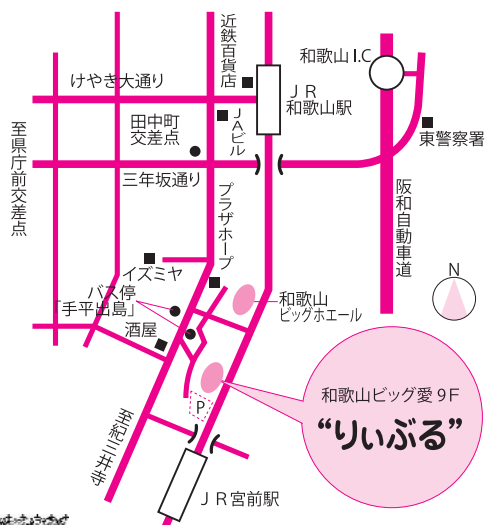 近鉄百貨店
和歌山 I.C
けやき大通り
ＪＲ
和歌山駅
ＪＡビル
田中町
交差点
東警察署
至県庁前交差点
三年坂通り
プラザホープ
阪和自動車道
イズミヤ
N
バス停
「手平出島」
和歌山
ビッグホエール
酒屋
和歌山ビッグ愛 9F
“りぃぶる”
P
至紀三井寺
ＪＲ宮前駅